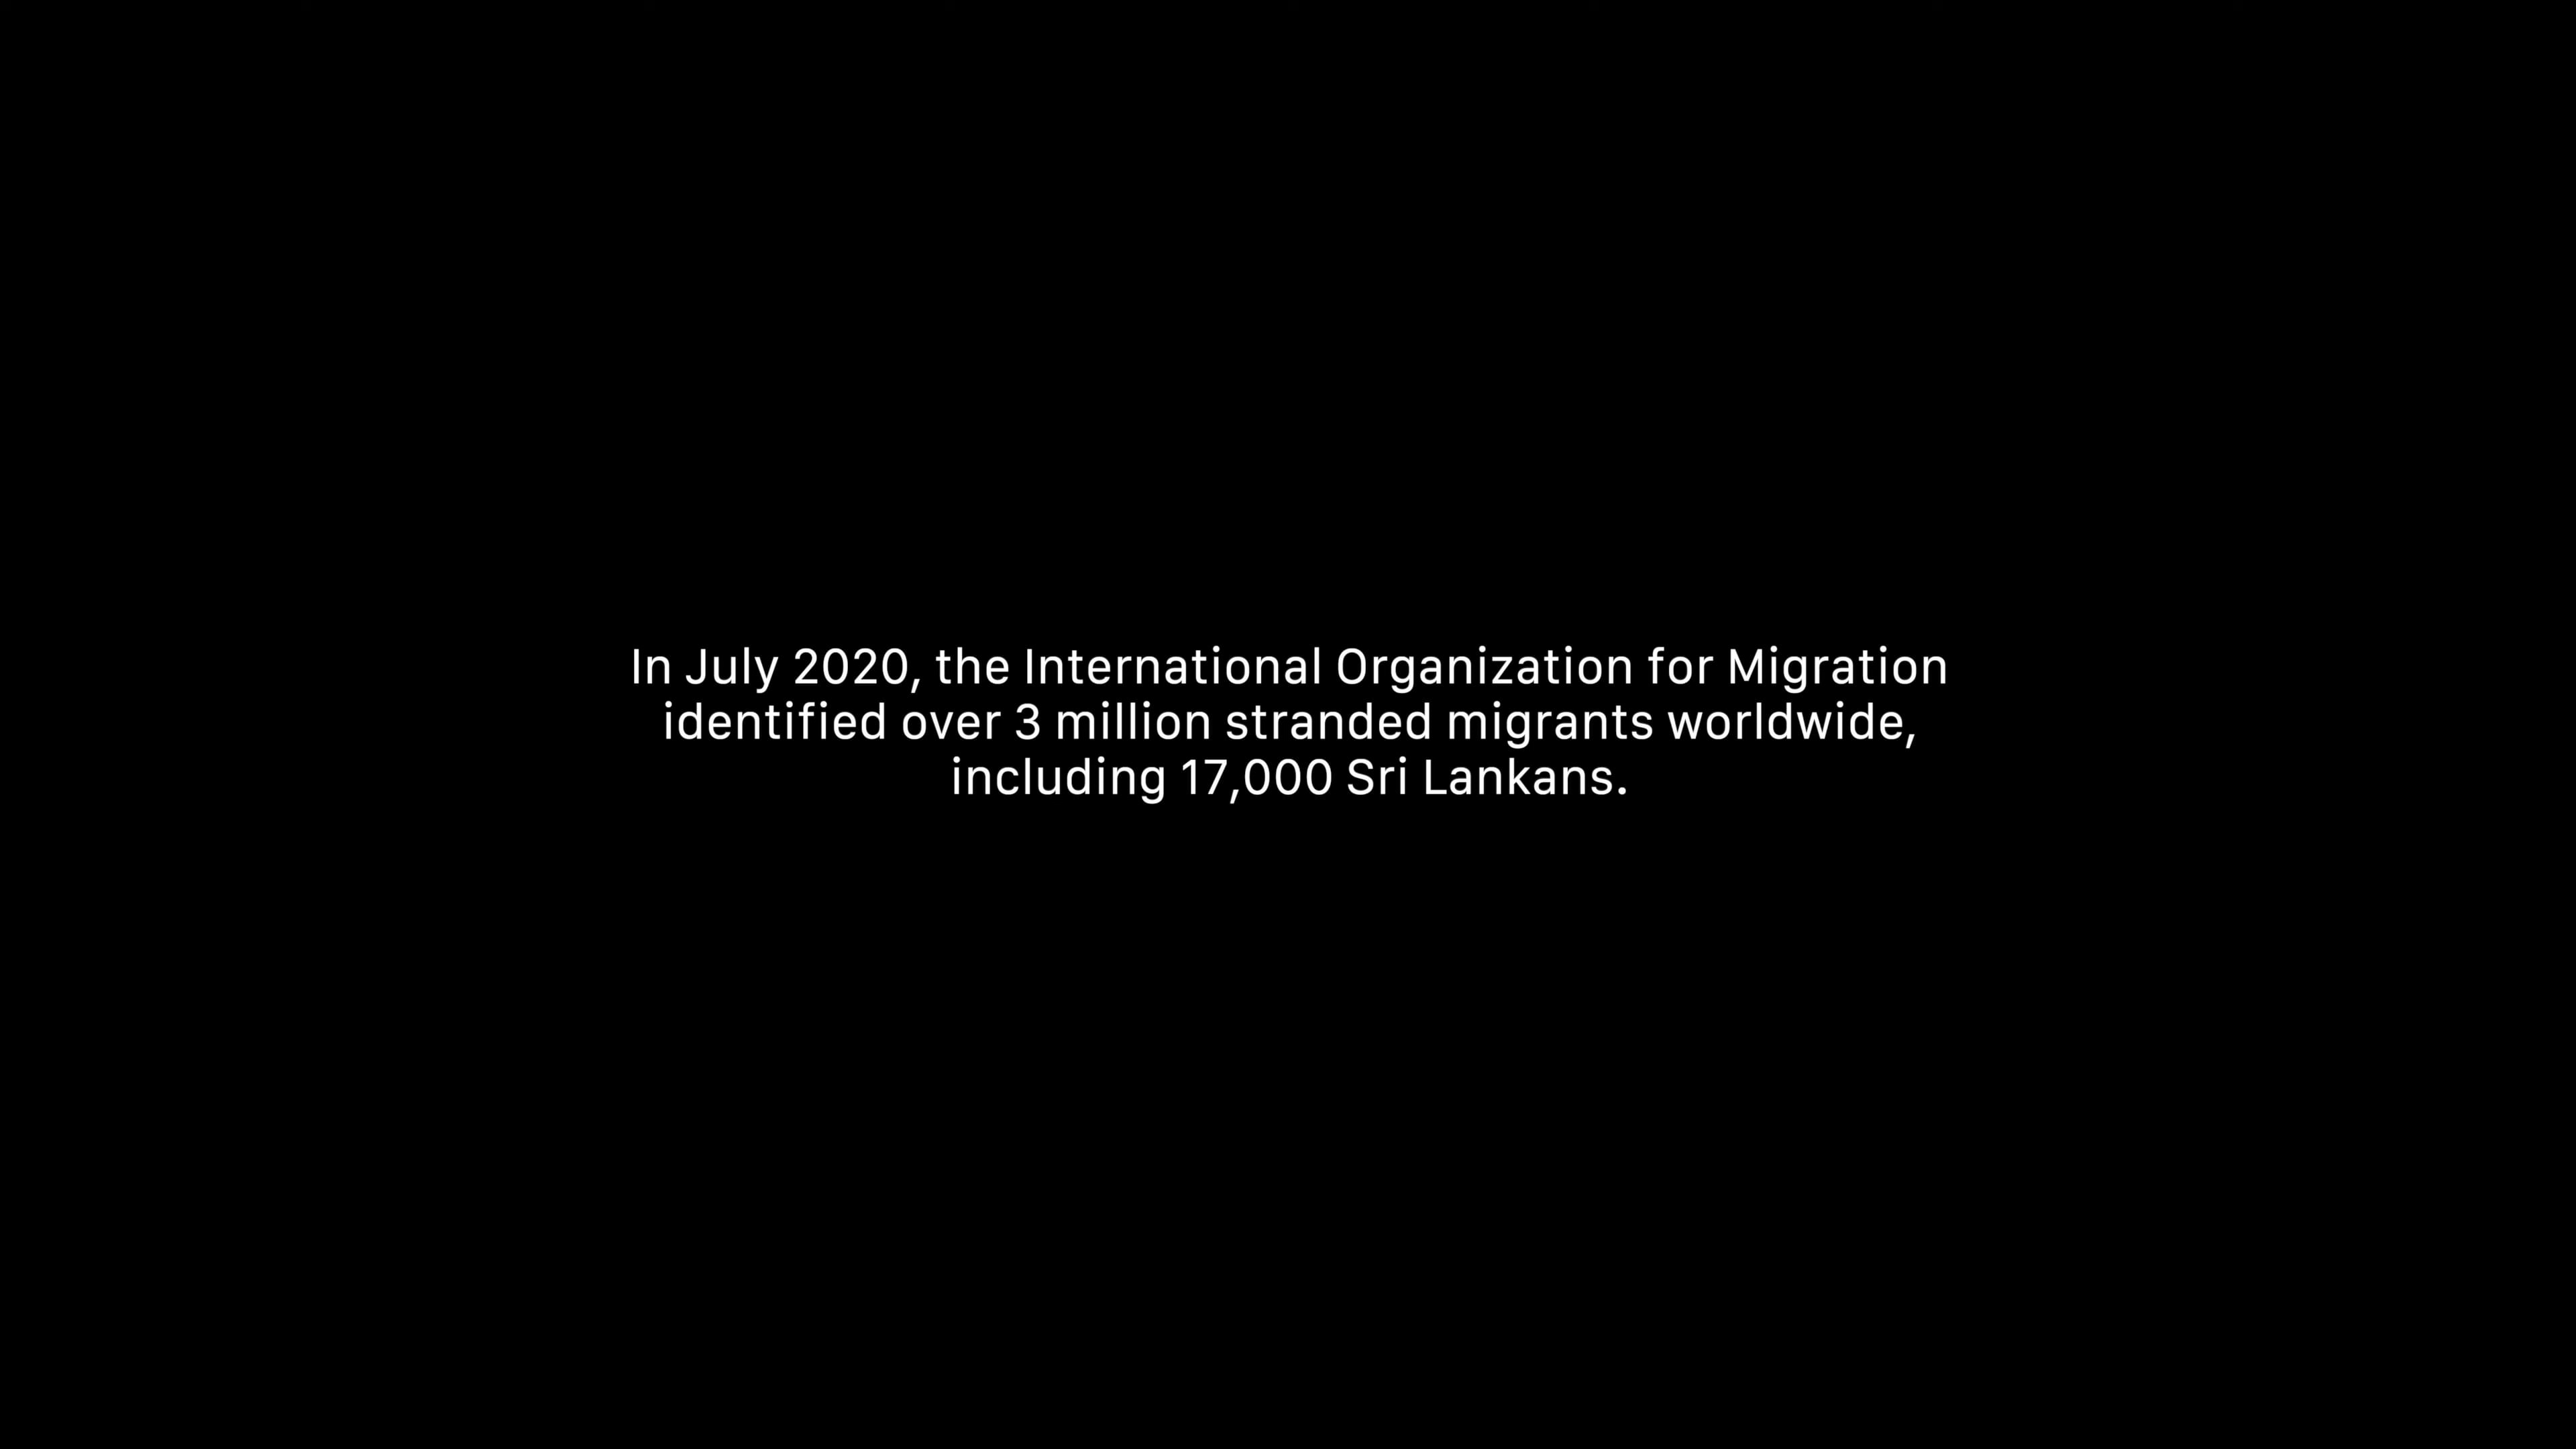 In July 2020, the International Organization for Migration
identified over 3 million stranded migrants worldwide,
including 17,000 Sri Lankans.